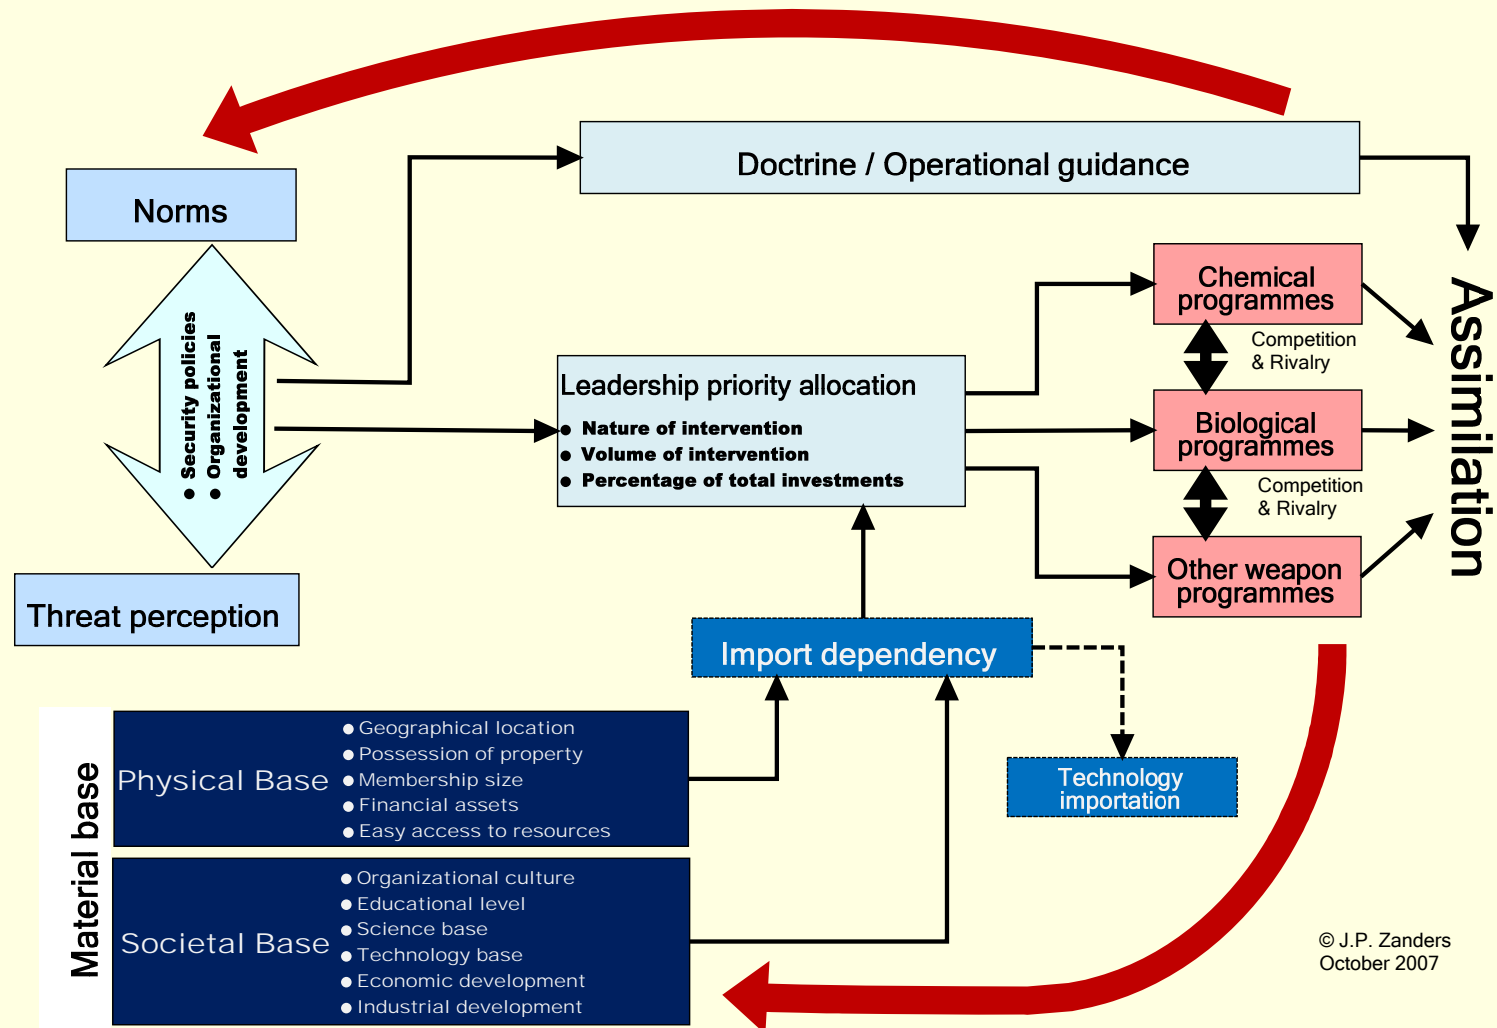 Doctrine / Operational guidance
Norms
● Security policies
● Organizational
development
Threat perception
Leadership priority allocation
● Nature of intervention
● Volume of intervention
● Percentage of total investments
Chemical
programmes
Competition
& Rivalry
Biological
programmes
Competition
& Rivalry
Other weapon
programmes
Assimilation
Import dependency
Technology
importation
Material base
Physical Base
● Geographical location
● Possession of property
● Membership size
● Financial assets
● Easy access to resources
Societal Base
● Organizational culture
● Educational level
● Science base
● Technology base
● Economic development
● Industrial development
© J.P. Zanders
October 2007